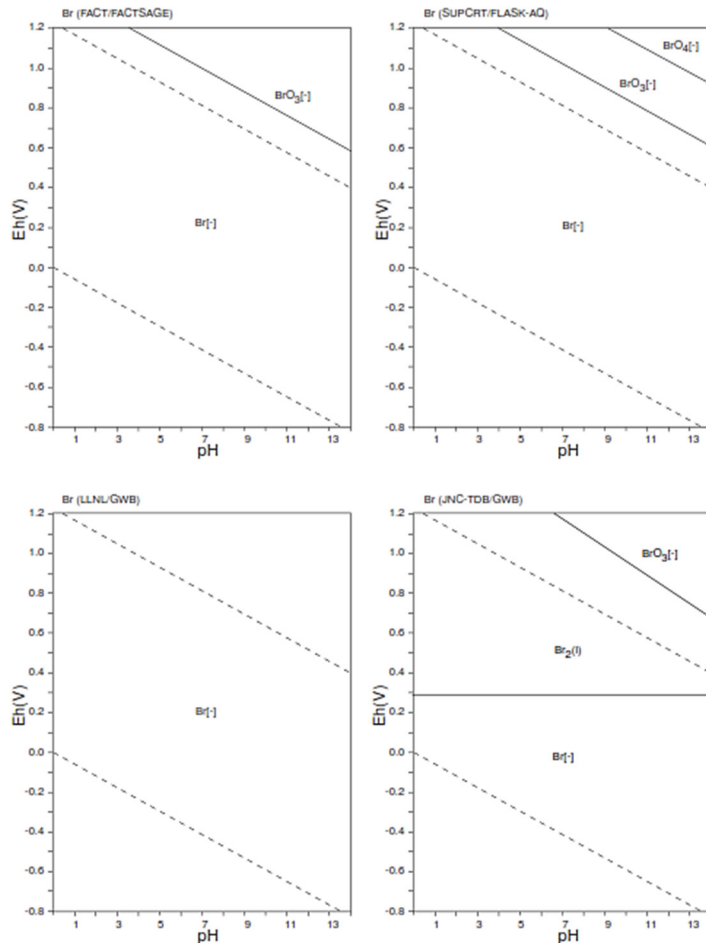 Br (FACT/FACTSAGE)
1.2
1.0
0.8
0.6
0.4
0.2
0.0
-0.2
-0.4
-0.6
-0.8
Eh(V)
BrO3[-]
Br[-]
1 3 5 7 9 11 13
pH
Br (SUPCRT/FLASK-AQ)
1.2
1.0
0.8
0.6
0.4
0.2
0.0
-0.2
-0.4
-0.6
-0.8
Eh(V)
BrO4[-]
BrO3[-]
Br[-]
1 3 5 7 9 11 13
pH
Br (LLNL/GWB)
1.2
1.0
0.8
0.6
0.4
0.2
0.0
-0.2
-0.4
-0.6
-0.8
Eh(V)
Br[-]
1 3 5 7 9 11 13
pH
Br (JNC-TDB/GWB)
1.2
1.0
0.8
0.6
0.4
0.2
0.0
-0.2
-0.4
-0.6
-0.8
Eh(V)
BrO3[-]
Br2(l)
Br[-]
1 3 5 7 9 11 13
pH